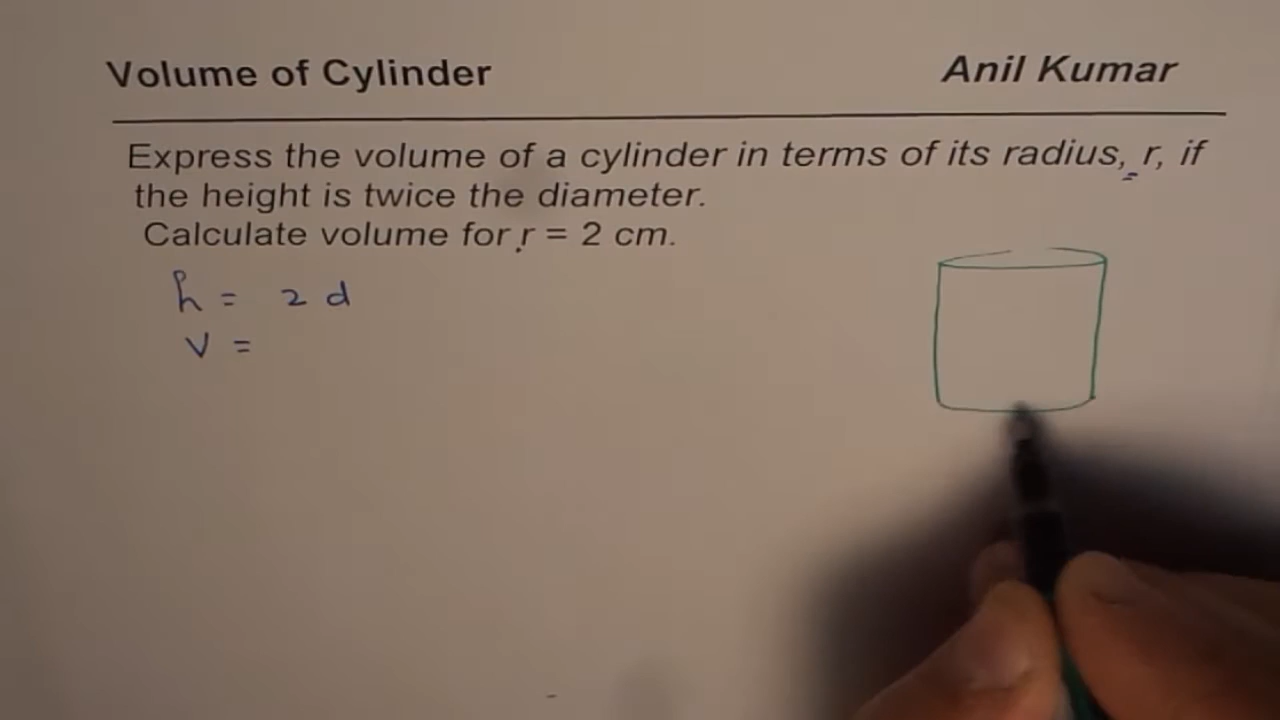 Volume of Cylinder Anil Kumar
Express the volume of a cylinder in terms of its radius, r, if
the height is twice the diameter.
Calculate volume for r = 2 cm.
h = 2 d
V =